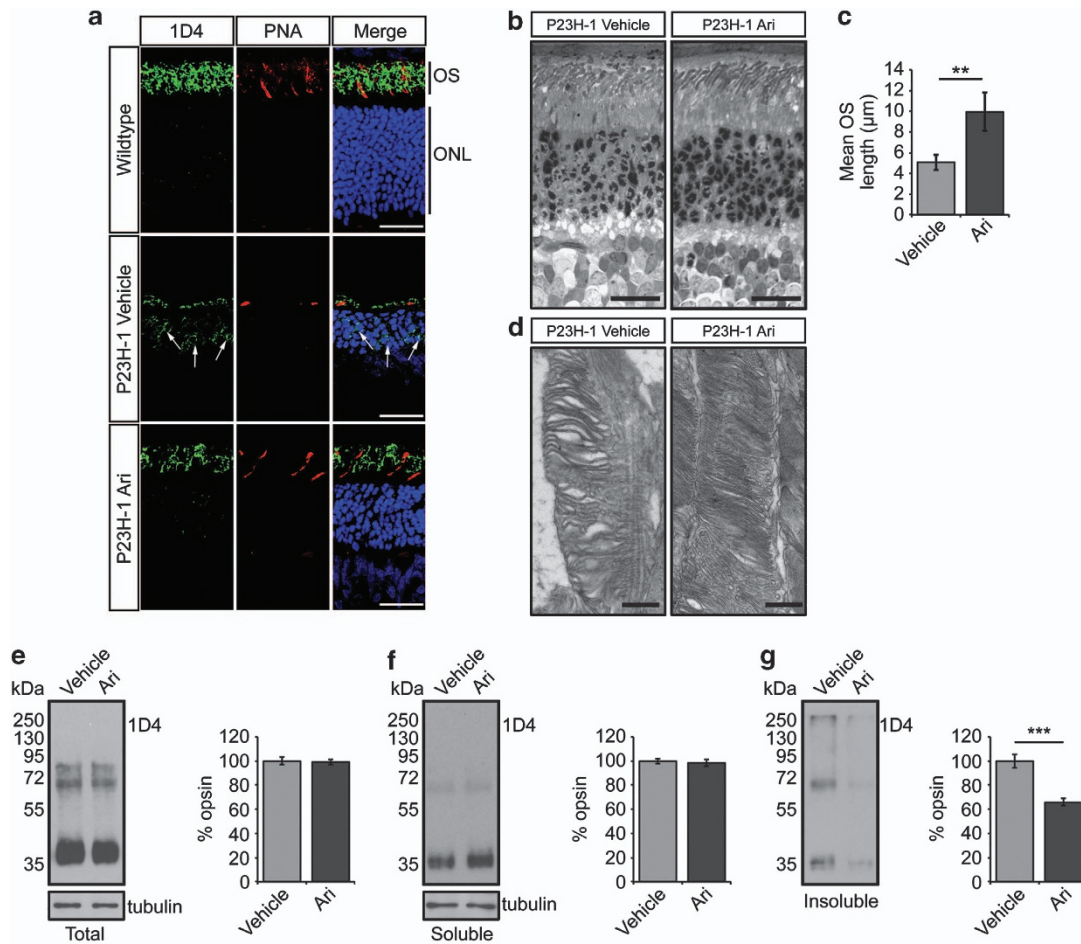 a
1D4 PNA Merge
Wildtype
OS
ONL
P23H-1 Vehicle
P23H-1 Ari
b
P23H-1 Vehicle P23H-1 Ari
c
Mean OS
length (µm)
14
12
10
8
6
4
2
0
**
Vehicle
Ari
d
P23H-1 Vehicle P23H-1 Ari
e
kDa
Vehicle
Ari
250
130
95
72
55
35
1D4
tubulin
Total
% opsin
120
100
80
60
40
20
0
Vehicle
Ari
f
kDa
Vehicle
Ari
250
130
95
72
55
35
1D4
tubulin
Soluble
% opsin
120
100
80
60
40
20
0
Vehicle
Ari
g
kDa
Vehicle
Ari
250
130
95
72
55
35
1D4
Insoluble
% opsin
120
100
80
60
40
20
0
***
Vehicle
Ari